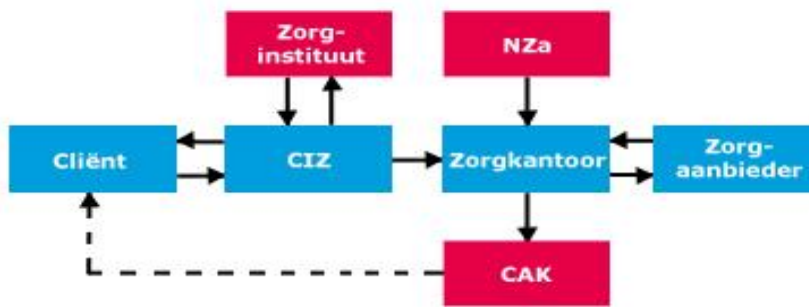 Zorg-
instituut
NZa
Cliënt
CIZ
Zorgkantoor
Zorg-
aanbieder
CAK